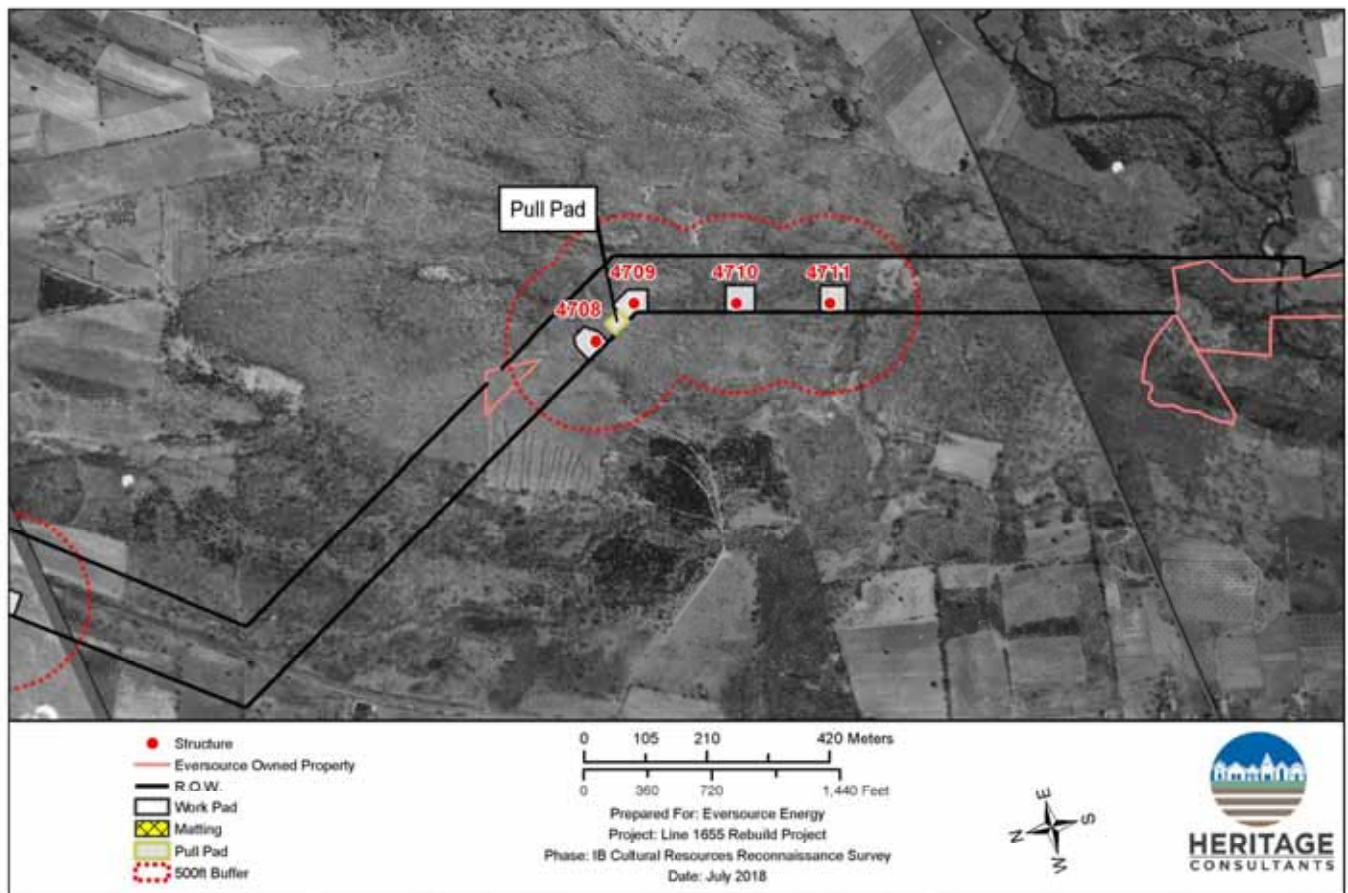 Pull Pad
4709
4710
4711
4708
Structure
Eversource Owned Property
R.O.W.
Work Pad
Matting
Pull Pad
500ft Buffer
0 105 210 420 Meters
0 360 720 1,440 Feet
Prepared For: Eversource Energy
Project: Line 1655 Rebuild Project
Phase: IB Cultural Resources Reconnaissance Survey
Date: July 2018
E
N
S
W
HERITAGE
CONSULTANTS